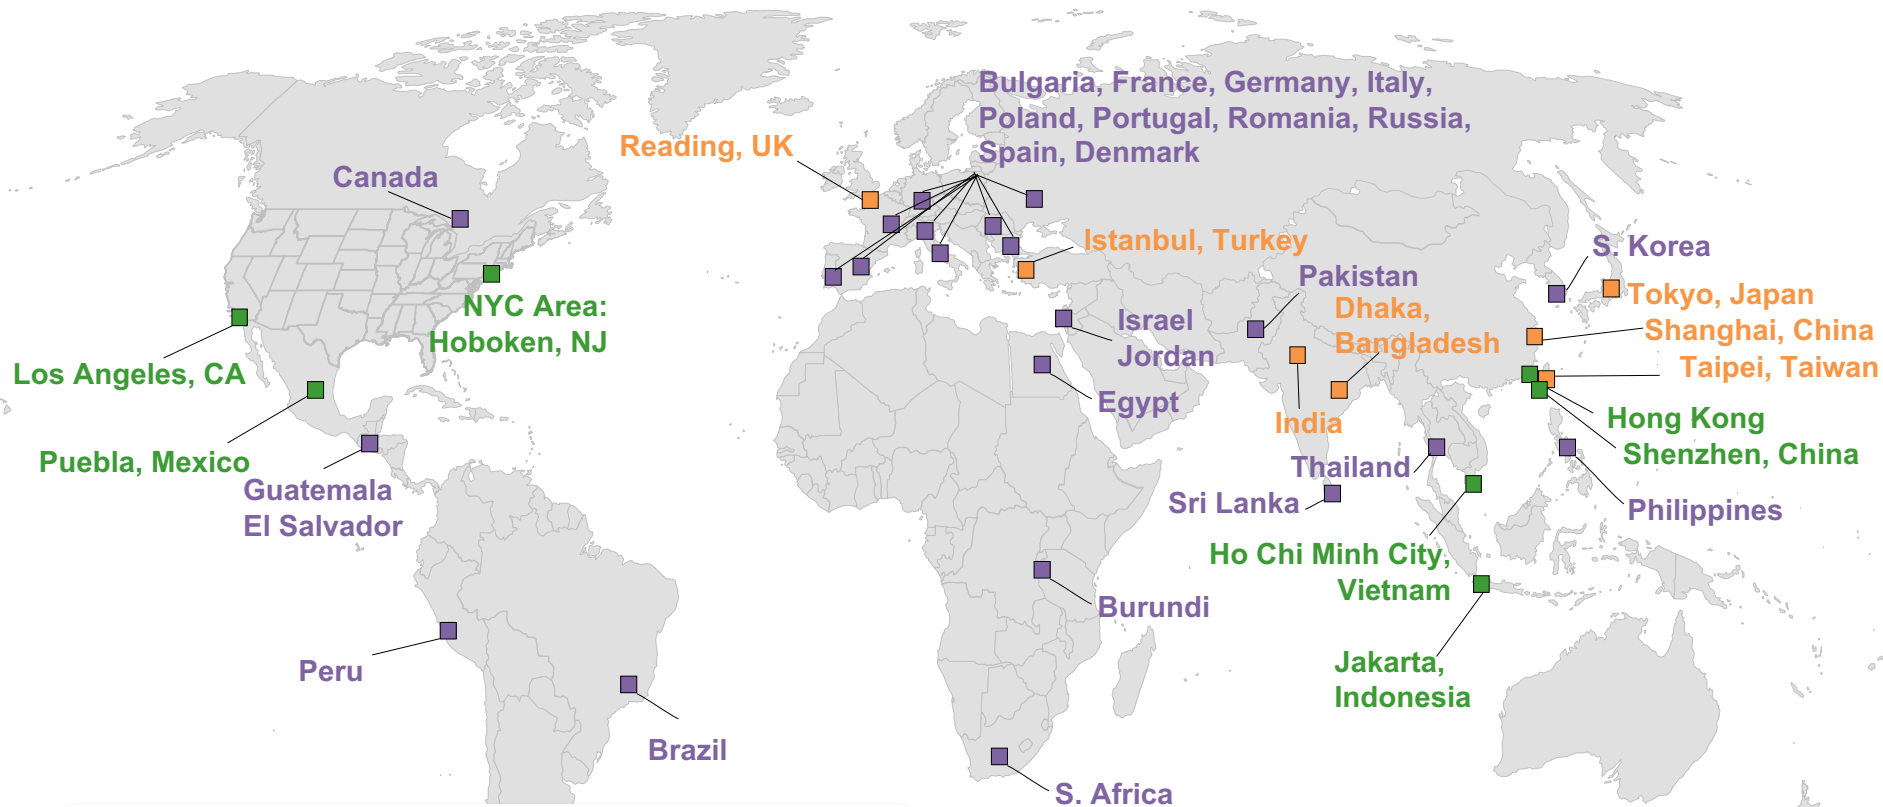 Bulgaria, France, Germany, Italy,
Poland, Portugal, Romania, Russia,
Spain, Denmark
Reading, UK
Canada
Istanbul, Turkey
S. Korea
Pakistan
Tokyo, Japan
Dhaka,
Bangladesh
NYC Area:
Hoboken, NJ
Israel
Jordan
Shanghai, China
Los Angeles, CA
Taipei, Taiwan
Egypt
India
Hong Kong
Shenzhen, China
Puebla, Mexico
Thailand
Guatemala
El Salvador
Sri Lanka
Philippines
Ho Chi Minh City,
Vietnam
Burundi
Peru
Jakarta,
Indonesia
Brazil
S. Africa